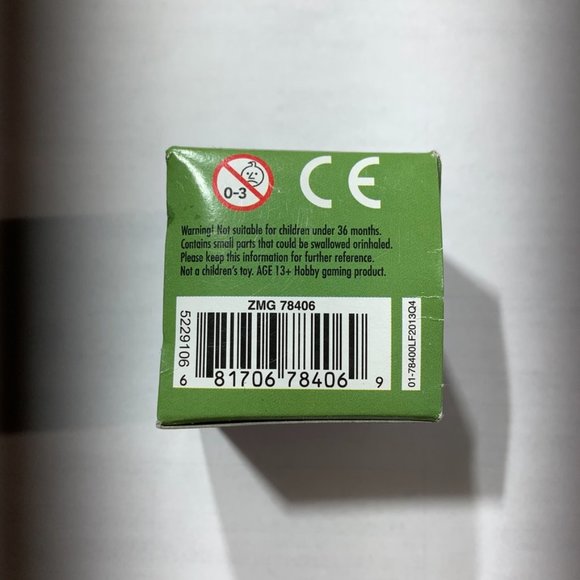 0-3
CE
Warning! Not suitable for children under 36 months.
Contains small parts that could be swallowed orinhaled.
Please keep this information for further reference.
Not a children's toy. AGE 13+ Hobby gaming product.
ZMG 78406
5229106
6 81706 78406 9
01-78400LF2013Q4